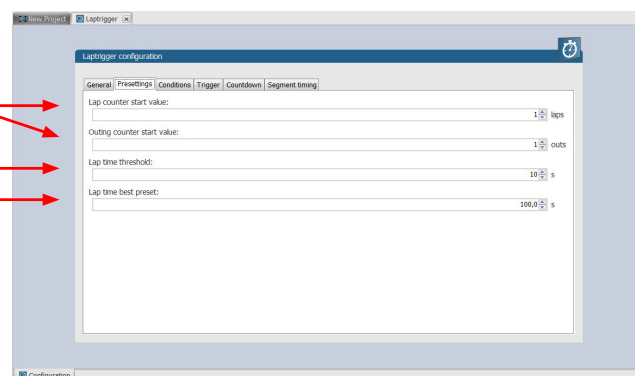 New Project Laptrigger
Laptrigger configuration
General Presettings Conditions Trigger Countdown Segment timing
Lap counter start value:
1 laps
Outing counter start value:
1 outs
Lap time threshold:
10 s
Lap time best preset:
100,0 s
Configuration